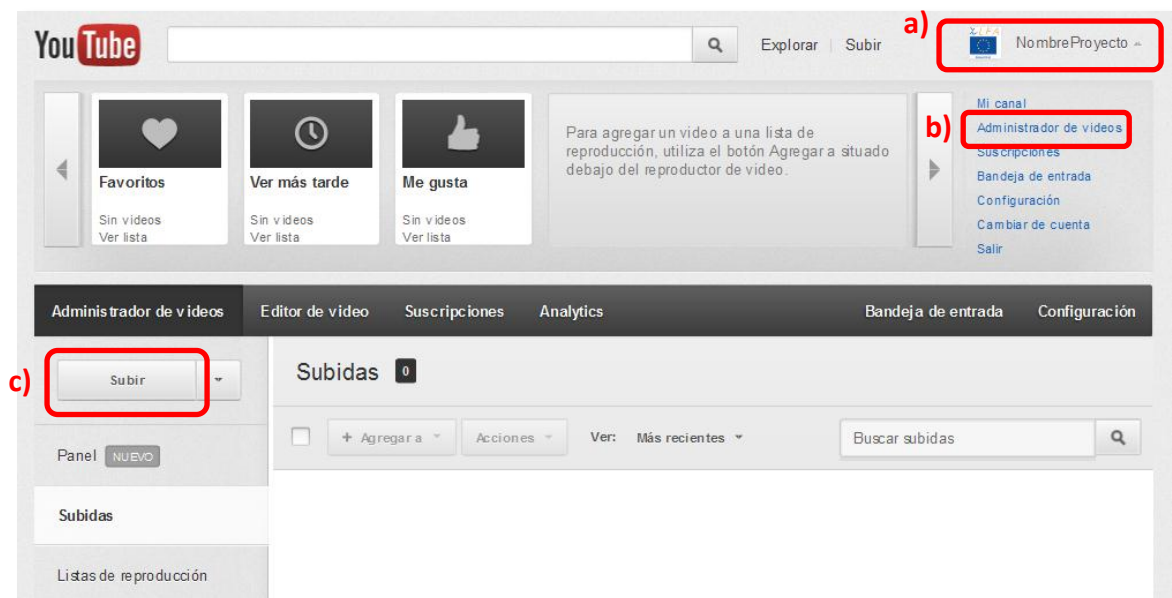 a)
YouTube
Explorar | Subir
NombreProyecto
Mi canal
b)
Administrador de videos
Suscripciones
Bandeja de entrada
Configuración
Cambiar de cuenta
Salir
Favoritos
Sin videos
Ver lista
Ver más tarde
Sin videos
Ver lista
Me gusta
Sin videos
Ver lista
Para agregar un video a una lista de
reproducción, utiliza el botón Agregar a situado
debajo del reproductor de video.
Administrador de videos
Editor de video
Suscripciones
Analytics
Bandeja de entrada
Configuración
c)
Subir
Subidas 0
+ Agregar a
Acciones
Ver: Más recientes
Buscar subidas
Panel NUEVO
Subidas
Listas de reproducción